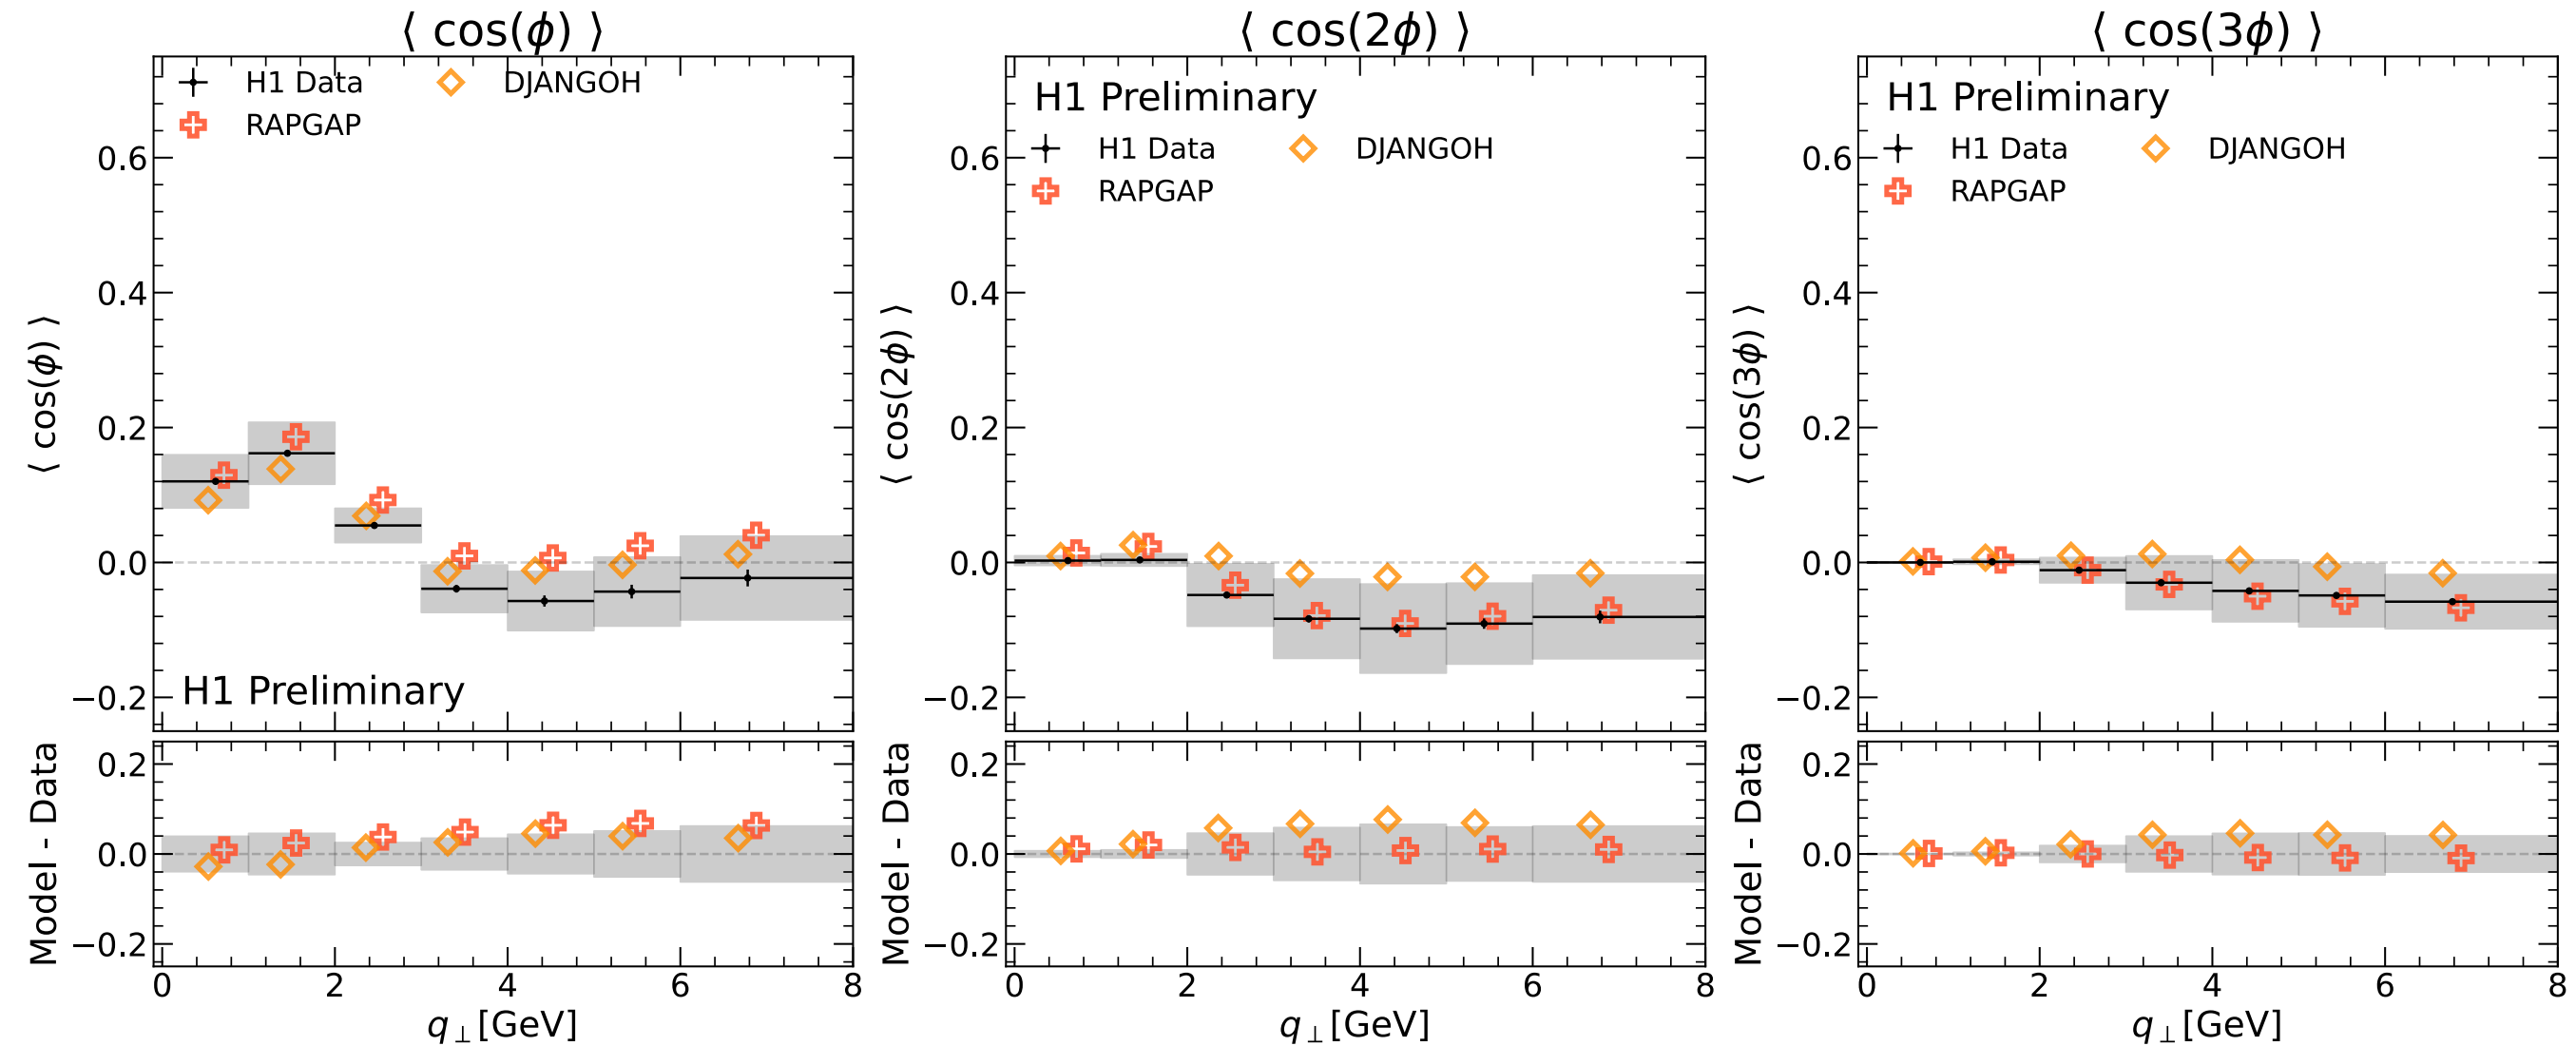 ⟨ cos(ϕ) ⟩
H1 Data
DJANGOH
RAPGAP
0.6
0.4
0.2
0.0
−0.2
⟨ cos(ϕ) ⟩
H1 Preliminary
0.2
0.0
−0.2
Model - Data
0 2 4 6 8
q⊥[GeV]
⟨ cos(2ϕ) ⟩
H1 Preliminary
H1 Data
DJANGOH
RAPGAP
0.6
0.4
0.2
0.0
−0.2
⟨ cos(2ϕ) ⟩
0.2
0.0
−0.2
Model - Data
0 2 4 6 8
q⊥[GeV]
⟨ cos(3ϕ) ⟩
H1 Preliminary
H1 Data
DJANGOH
RAPGAP
0.6
0.4
0.2
0.0
−0.2
⟨ cos(3ϕ) ⟩
0.2
0.0
−0.2
Model - Data
0 2 4 6 8
q⊥[GeV]